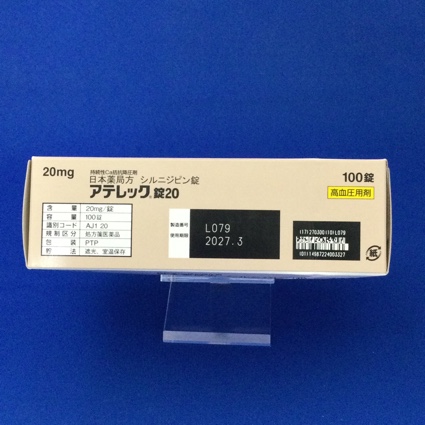 20mg
持続性Ca拮抗降圧剤
日本薬局方 シルニジピン錠
アテレック®錠20
100錠
高血圧用剤
含 量 20mg/錠
容 量 100錠
識別コード AJ1 20
規制区分 処方箋医薬品
包 装 PTP
貯 法 遮光、室温保存
製造番号 L079
使用期限 2027.3
(17)270300(10)L079
(01)14987224003327
紙